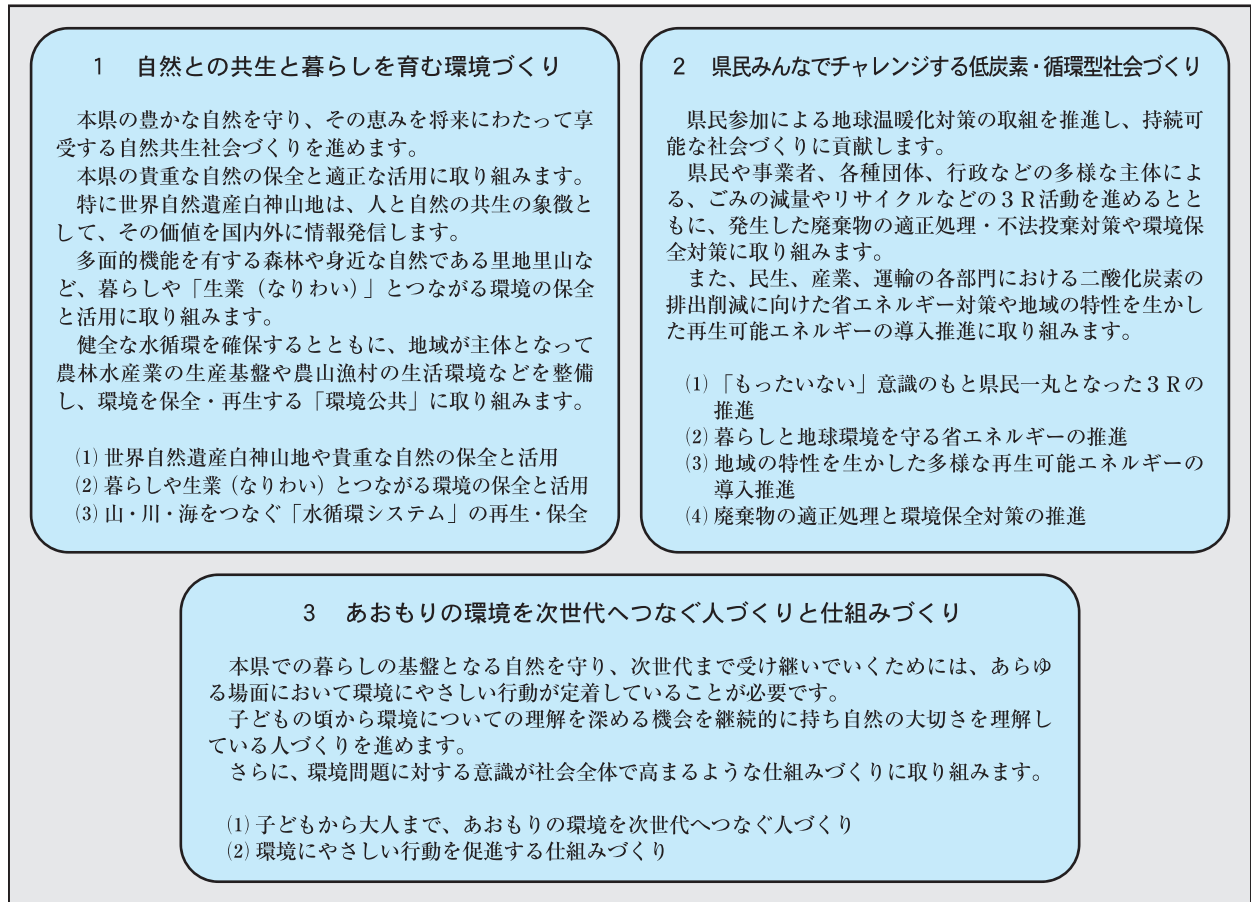 1　自然との共生と暮らしを育む環境づくり
　本県の豊かな自然を守り、その恵みを将来にわたって享
受する自然共生社会づくりを進めます。
　本県の貴重な自然の保全と適正な活用に取り組みます。
　特に世界自然遺産白神山地は、人と自然の共生の象徴と
して、その価値を国内外に情報発信します。
　多面的機能を有する森林や身近な自然である里地里山な
ど、暮らしや「生業（なりわい）」とつながる環境の保全
と活用に取り組みます。
　健全な水循環を確保するとともに、地域が主体となって
農林水産業の生産基盤や農山漁村の生活環境などを整備
し、環境を保全・再生する「環境公共」に取り組みます。
⑴ 世界自然遺産白神山地や貴重な自然の保全と活用
⑵ 暮らしや生業（なりわい）とつながる環境の保全と活用
⑶ 山・川・海をつなぐ「水循環システム」の再生・保全
2　県民みんなでチャレンジする低炭素・循環型社会づくり
　県民参加による地球温暖化対策の取組を推進し、持続可
能な社会づくりに貢献します。
　県民や事業者、各種団体、行政などの多様な主体によ
る、ごみの減量やリサイクルなどの３Ｒ活動を進めるとと
もに、発生した廃棄物の適正処理・不法投棄対策や環境保
全対策に取り組みます。
　また、民生、産業、運輸の各部門における二酸化炭素の
排出削減に向けた省エネルギー対策や地域の特性を生かし
た再生可能エネルギーの導入推進に取り組みます。
⑴ 「もったいない」意識のもと県民一丸となった３Ｒの
推進
⑵ 暮らしと地球環境を守る省エネルギーの推進
⑶ 地域の特性を生かした多様な再生可能エネルギーの
導入推進
⑷ 廃棄物の適正処理と環境保全対策の推進
3　あおもりの環境を次世代へつなぐ人づくりと仕組みづくり
　本県での暮らしの基盤となる自然を守り、次世代まで受け継いでいくためには、あらゆ
る場面において環境にやさしい行動が定着していることが必要です。
　子どもの頃から環境についての理解を深める機会を継続的に持ち自然の大切さを理解し
ている人づくりを進めます。
　さらに、環境問題に対する意識が社会全体で高まるような仕組みづくりに取り組みます。
⑴ 子どもから大人まで、あおもりの環境を次世代へつなぐ人づくり
⑵ 環境にやさしい行動を促進する仕組みづくり